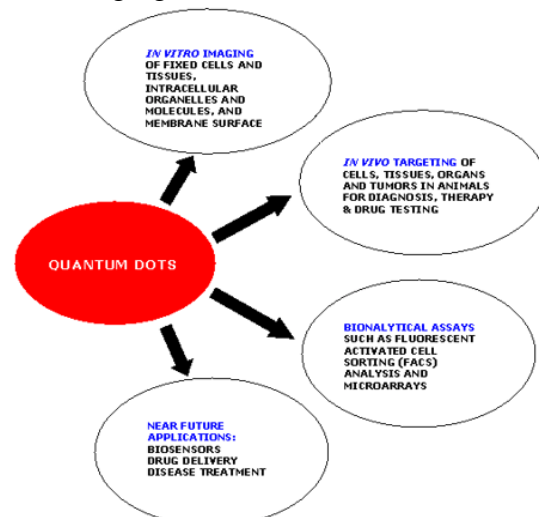 IN VITRO IMAGING
OF FIXED CELLS AND
TISSUES,
INTRACELLULAR
ORGANELLES AND
MOLECULES, AND
MEMBRANE SURFACE
IN VIVO TARGETING OF
CELLS, TISSUES, ORGANS
AND TUMORS IN ANIMALS
FOR DIAGNOSIS, THERAPY
& DRUG TESTING
QUANTUM DOTS
BIONALYTICAL ASSAYS
SUCH AS FLUORESCENT
ACTIVATED CELL
SORTING (FACS)
ANALYSIS AND
MICROARRAYS
NEAR FUTURE
APPLICATIONS:
BIOSENSORS
DRUG DELIVERY
DISEASE TREATMENT